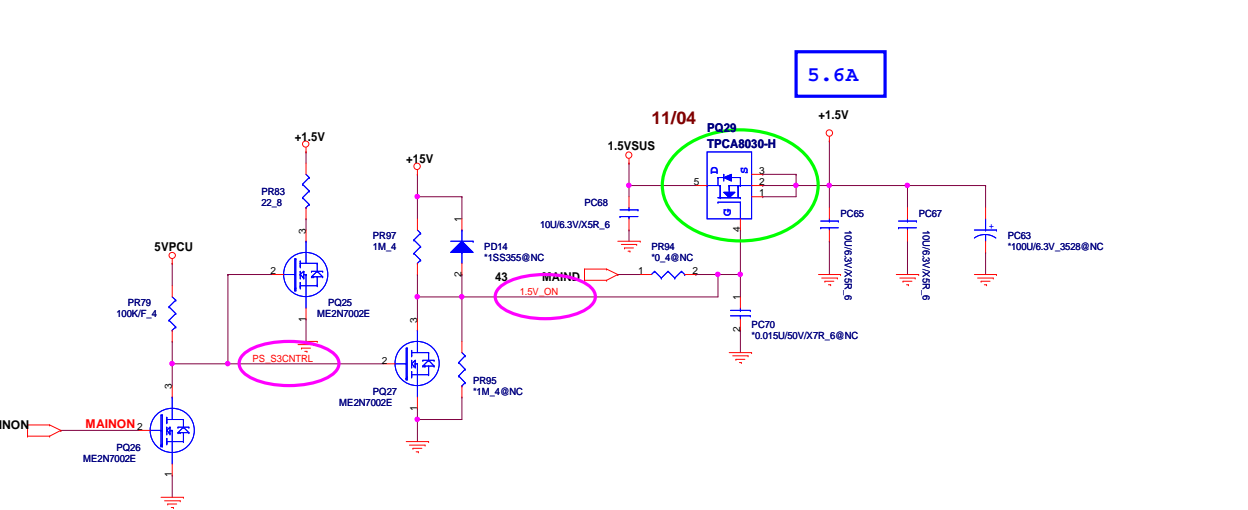 5.6A
11/04
+1.5V
PQ29
TPCA8030-H
+1.5V
1.5VSUS
+15V
D
S
3
2
1
5
G
4
PR83
22_8
PC68
10U/6.3V/X5R_6
PC65
10U/6.3V/X5R_6
PC67
10U/6.3V/X5R_6
PC63
*100U/6.3V_3528@NC
3
1
PR97
1M_4
PD14
*1SS355@NC
2
5VPCU
PR94
*0_4@NC
2
43
MAIND
1
2
1.5V_ON
PQ25
ME2N7002E
1
PR79
100K/F_4
1
PC70
*0.015U/50V/X7R_6@NC
2
3
PS_S3CNTRL
2
PQ27
ME2N7002E
1
PR95
*1M_4@NC
3
INON
MAINON
2
PQ26
ME2N7002E
1